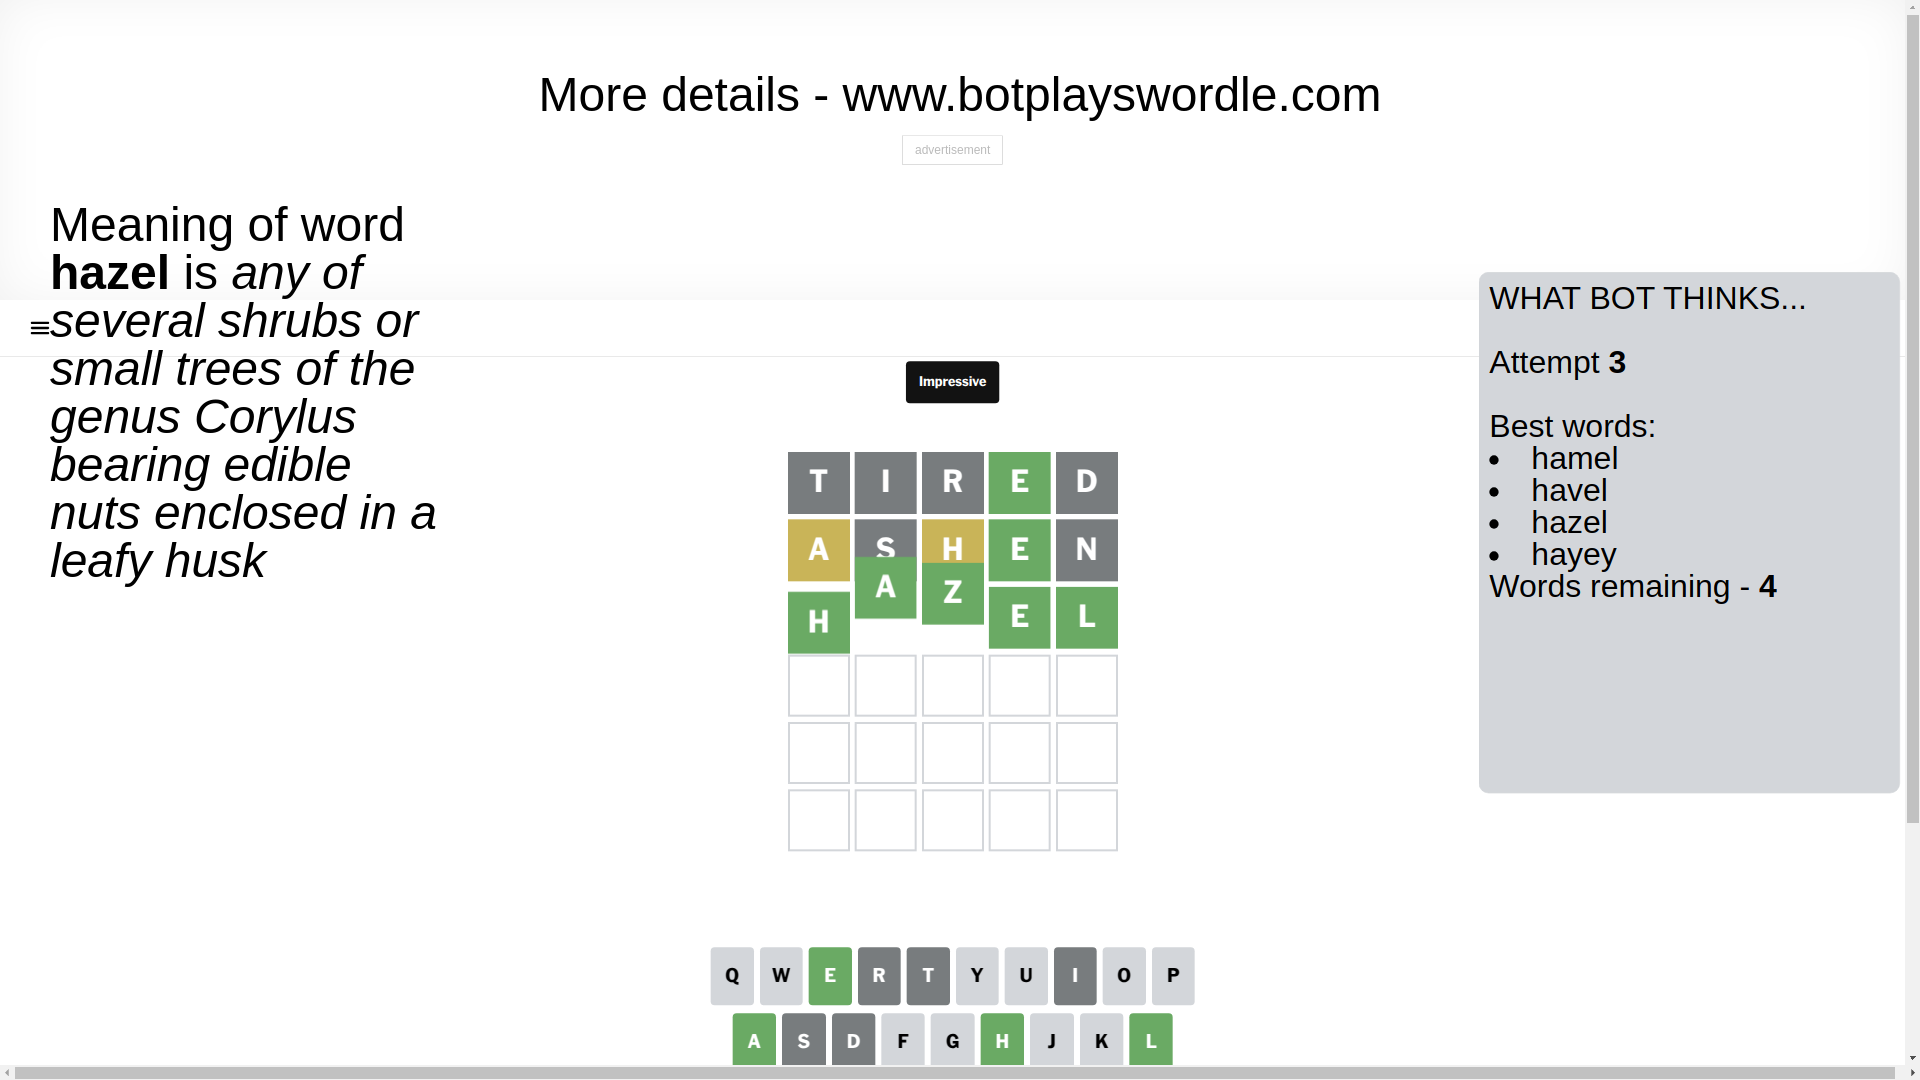 More details - www.botplayswordle.com
advertisement
Meaning of word
hazel is any of
several shrubs or
small trees of the
genus Corylus
bearing edible
nuts enclosed in a
leafy husk
Impressive
T I R E D
A S H E N
H A Z E L
WHAT BOT THINKS...
Attempt 3
Best words:
• hamel
• havel
• hazel
• hayey
Words remaining - 4
Q W E R T Y U I O P
A S D F G H J K L